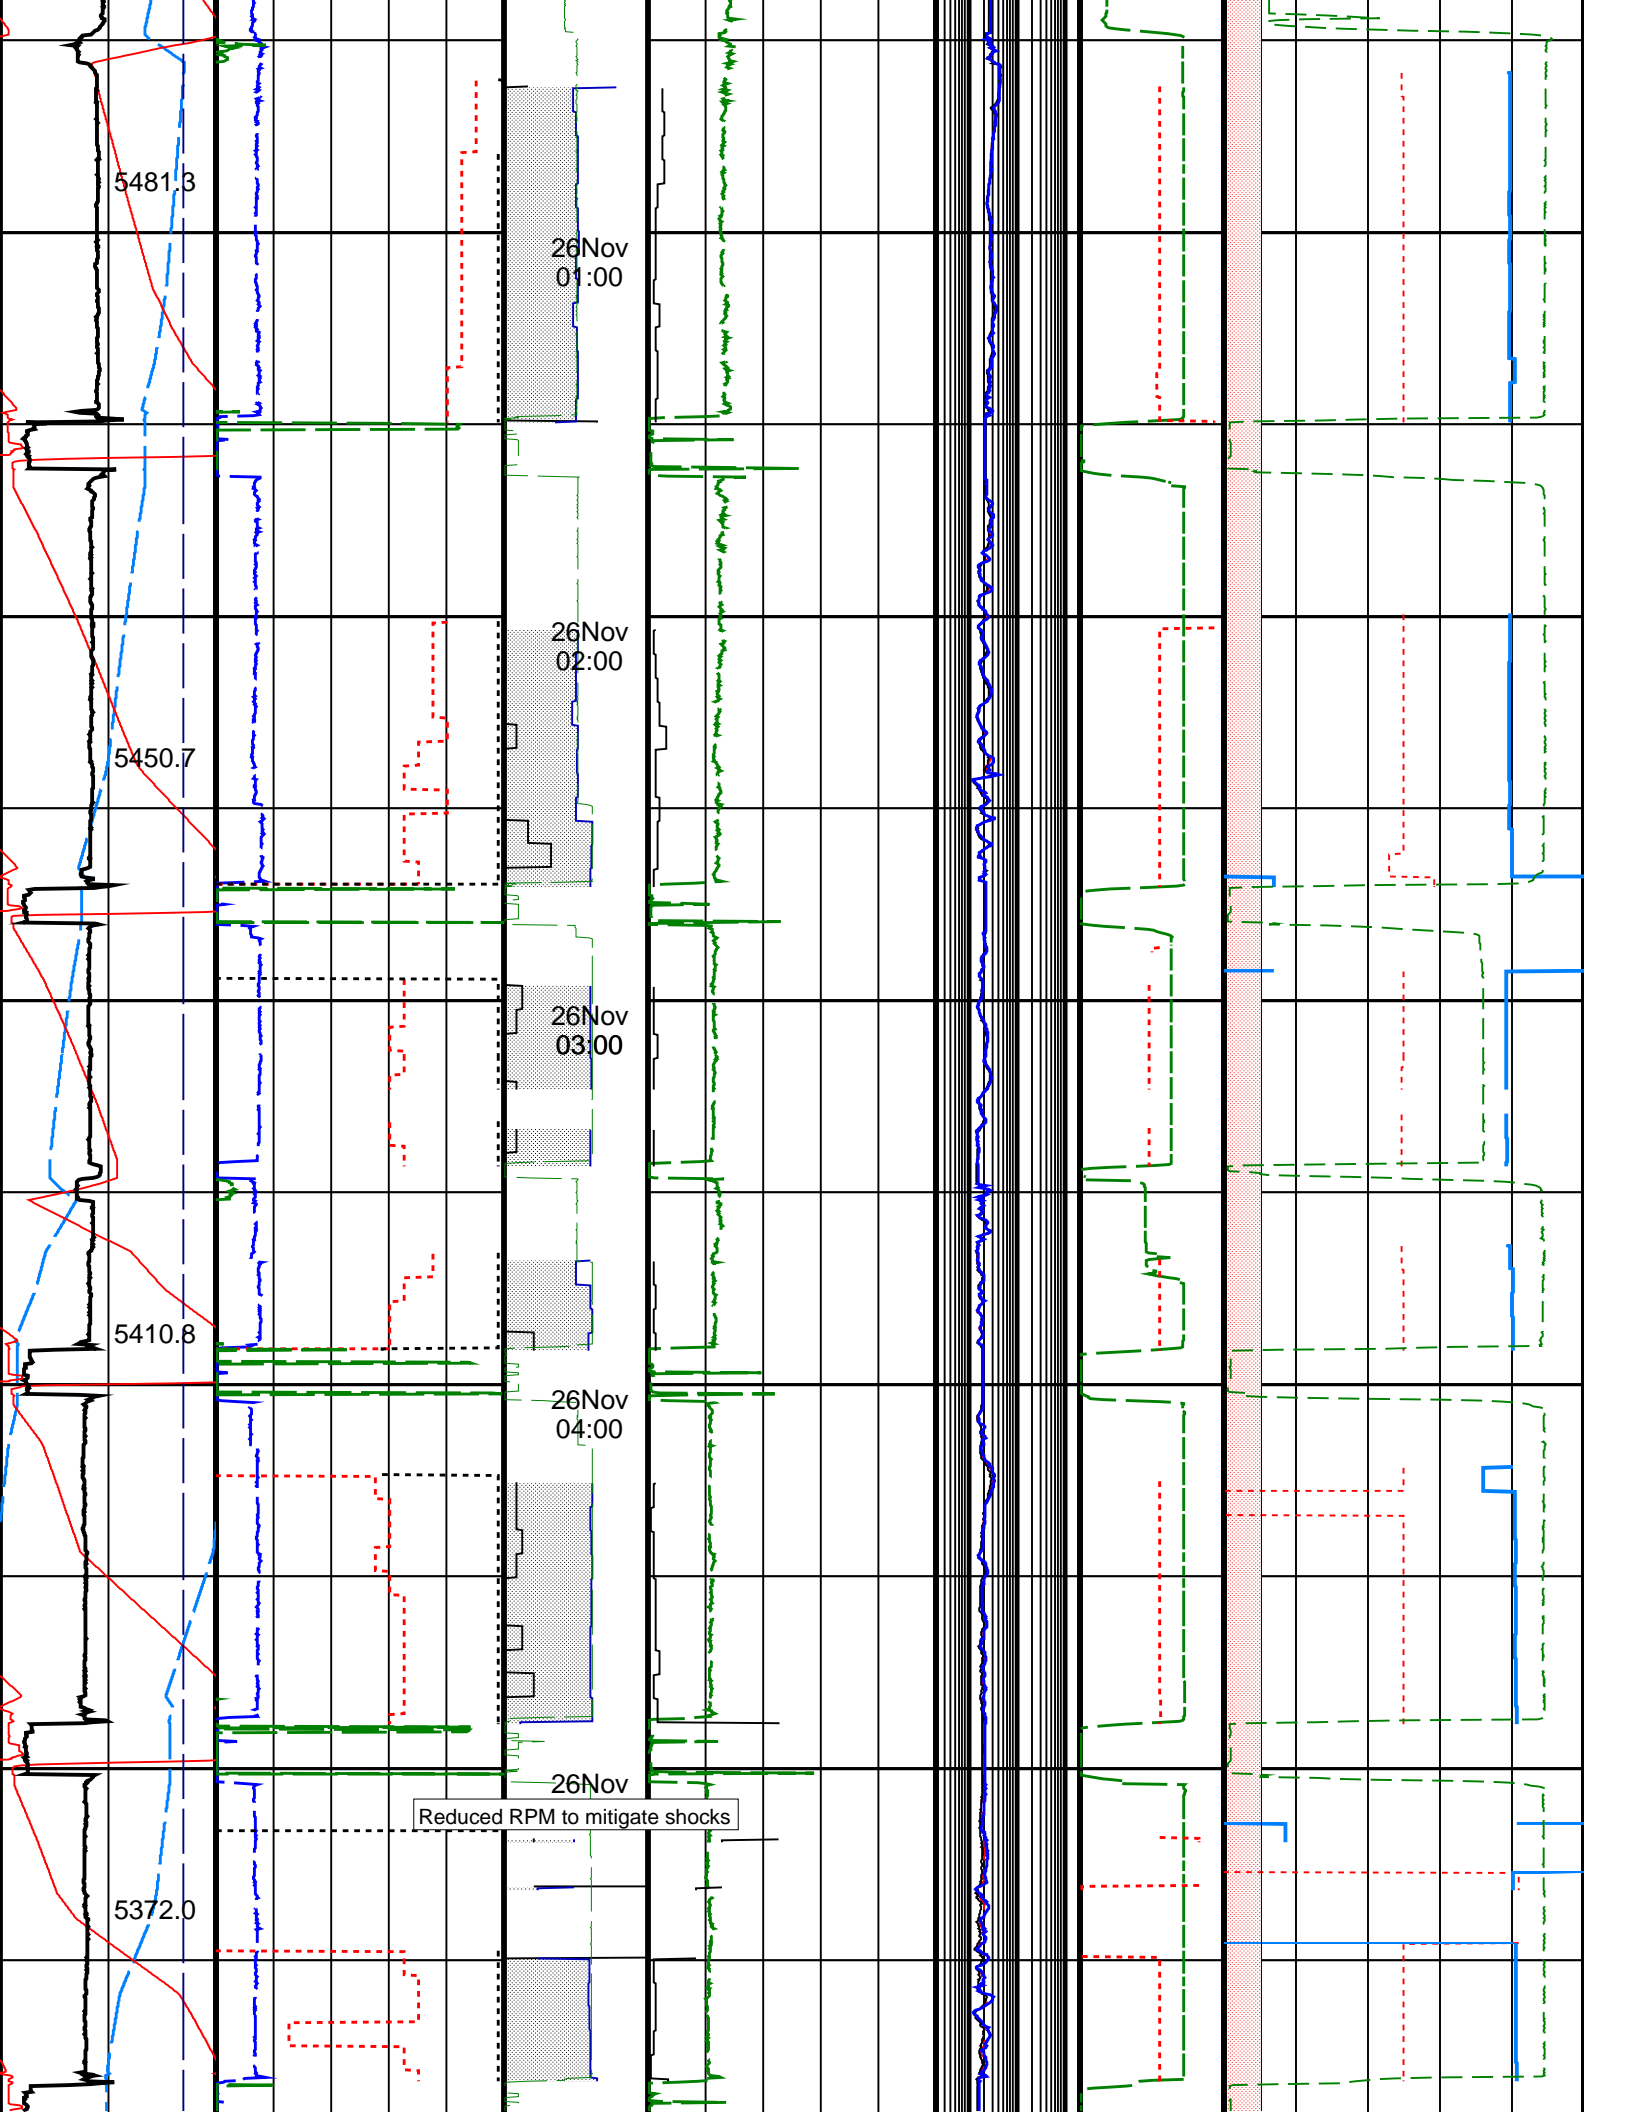 5481.3
26Nov
01:00
26Nov
02:00
5450.7
26Nov
03:00
5410.8
26Nov
04:00
26Nov
Reduced RPM to mitigate shocks
5372.0